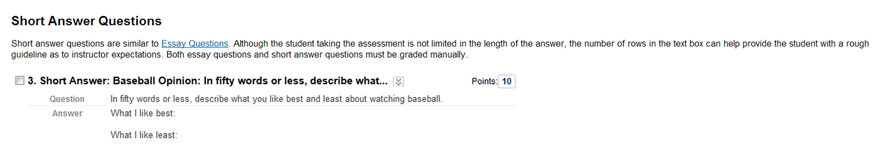 Short Answer Questions
Short answer questions are similar to Essay Questions. Although the student taking the assessment is not limited in the length of the answer, the number of rows in the text box can help provide the student with a rough
guideline as to instructor expectations. Both essay questions and short answer questions must be graded manually.
3. Short Answer: Baseball Opinion: In fifty words or less, describe what... Points: 10
Question In fifty words or less, describe what you like best and least about watching baseball.
Answer What I like best:
What I like least: